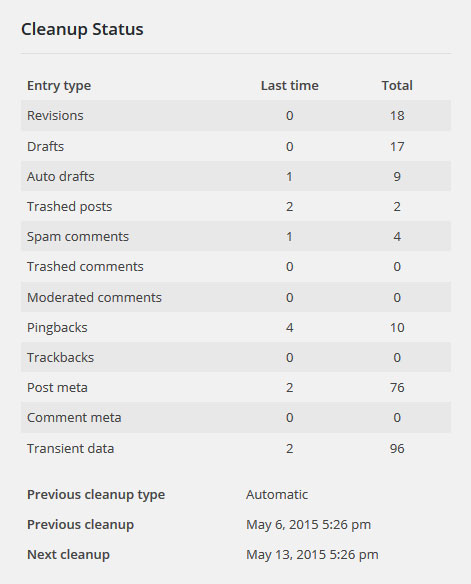 Cleanup Status
Entry type Last time Total
Revisions 0 18
Drafts 0 17
Auto drafts 1 9
Trashed posts 2 2
Spam comments 1 4
Trashed comments 0 0
Moderated comments 0 0
Pingbacks 4 10
Trackbacks 0 0
Post meta 2 76
Comment meta 0 0
Transient data 2 96
Previous cleanup type Automatic
Previous cleanup May 6, 2015 5:26 pm
Next cleanup May 13, 2015 5:26 pm